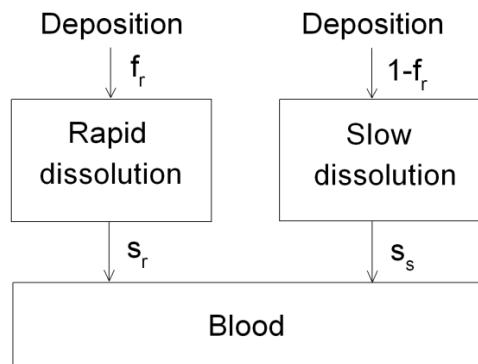 Deposition
Deposition
f_r
1-f_r
Rapid
dissolution
Slow
dissolution
s_r
s_s
Blood